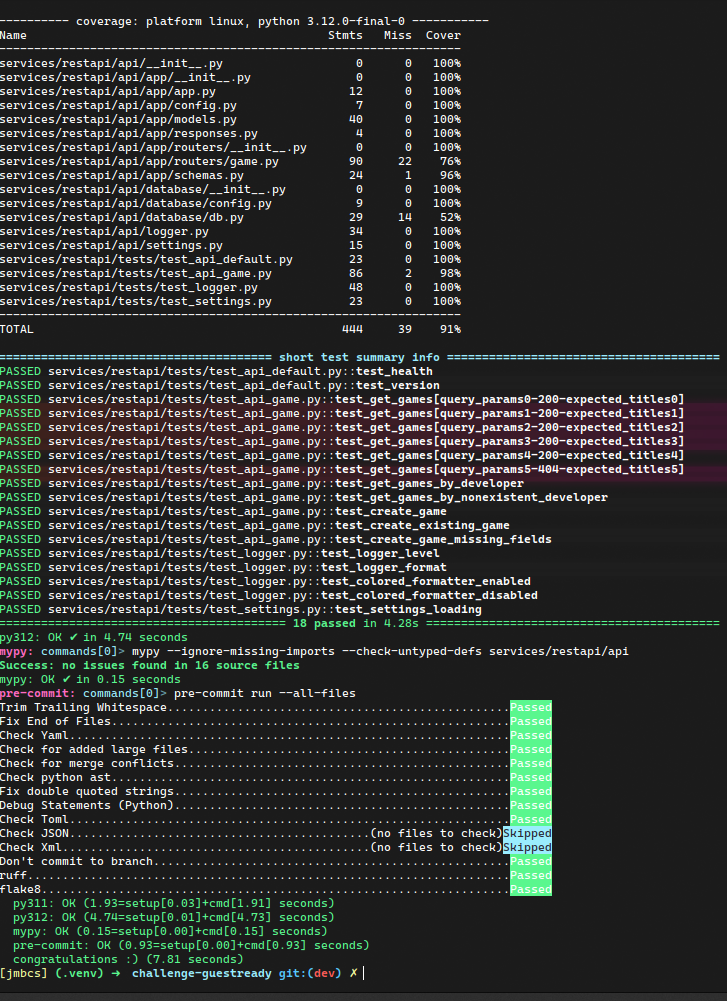 ---------- coverage: platform linux, python 3.12.0-final-0 -----------
Name                                            Stmts   Miss  Cover
-------------------------------------------------------------------
services/restapi/api/__init__.py                    0      0   100%
services/restapi/api/app/__init__.py                0      0   100%
services/restapi/api/app/app.py                    12      0   100%
services/restapi/api/app/config.py                  7      0   100%
services/restapi/api/app/models.py                 40      0   100%
services/restapi/api/app/responses.py               4      0   100%
services/restapi/api/app/routers/__init__.py        0      0   100%
services/restapi/api/app/routers/game.py           90     22    76%
services/restapi/api/app/schemas.py                24      1    96%
services/restapi/api/database/__init__.py           0      0   100%
services/restapi/api/database/config.py             9      0   100%
services/restapi/api/database/db.py                29     14    52%
services/restapi/api/logger.py                     34      0   100%
services/restapi/api/settings.py                   15      0   100%
services/restapi/tests/test_api_default.py         23      0   100%
services/restapi/tests/test_api_game.py            86      2    98%
services/restapi/tests/test_logger.py              48      0   100%
services/restapi/tests/test_settings.py            23      0   100%
-------------------------------------------------------------------
TOTAL                                             444     39    91%
====================================== short test summary info =======================================
PASSED services/restapi/tests/test_api_default.py::test_health
PASSED services/restapi/tests/test_api_default.py::test_version
PASSED services/restapi/tests/test_api_game.py::test_get_games[query_params0-200-expected_titles0]
PASSED services/restapi/tests/test_api_game.py::test_get_games[query_params1-200-expected_titles1]
PASSED services/restapi/tests/test_api_game.py::test_get_games[query_params2-200-expected_titles2]
PASSED services/restapi/tests/test_api_game.py::test_get_games[query_params3-200-expected_titles3]
PASSED services/restapi/tests/test_api_game.py::test_get_games[query_params4-200-expected_titles4]
PASSED services/restapi/tests/test_api_game.py::test_get_games[query_params5-404-expected_titles5]
PASSED services/restapi/tests/test_api_game.py::test_get_games_by_developer
PASSED services/restapi/tests/test_api_game.py::test_get_games_by_nonexistent_developer
PASSED services/restapi/tests/test_api_game.py::test_create_game
PASSED services/restapi/tests/test_api_game.py::test_create_existing_game
PASSED services/restapi/tests/test_api_game.py::test_create_game_missing_fields
PASSED services/restapi/tests/test_logger.py::test_logger_level
PASSED services/restapi/tests/test_logger.py::test_logger_format
PASSED services/restapi/tests/test_logger.py::test_colored_formatter_enabled
PASSED services/restapi/tests/test_logger.py::test_colored_formatter_disabled
PASSED services/restapi/tests/test_settings.py::test_settings_loading
======================================== 18 passed in 4.28s ==========================================
py312: OK ✔ in 4.74 seconds
mypy: commands[0]> mypy --ignore-missing-imports --check-untyped-defs services/restapi/api
Success: no issues found in 16 source files
mypy: OK ✔ in 0.15 seconds
pre-commit: commands[0]> pre-commit run --all-files
Trim Trailing Whitespace.................................................Passed
Fix End of Files.........................................................Passed
Check Yaml...............................................................Passed
Check for added large files..............................................Passed
Check for merge conflicts................................................Passed
Check python ast.........................................................Passed
Fix double quoted strings................................................Passed
Debug Statements (Python)................................................Passed
Check Toml...............................................................Passed
Check JSON...........................................(no files to check)Skipped
Check Xml............................................(no files to check)Skipped
Don't commit to branch...................................................Passed
ruff.....................................................................Passed
flake8...................................................................Passed
  py311: OK (1.93=setup[0.03]+cmd[1.91] seconds)
  py312: OK (4.74=setup[0.01]+cmd[4.73] seconds)
  mypy: OK (0.15=setup[0.00]+cmd[0.15] seconds)
  pre-commit: OK (0.93=setup[0.00]+cmd[0.93] seconds)
  congratulations :) (7.81 seconds)
[jmbcs] (.venv) ➜  challenge-guestready git:(dev) ✗